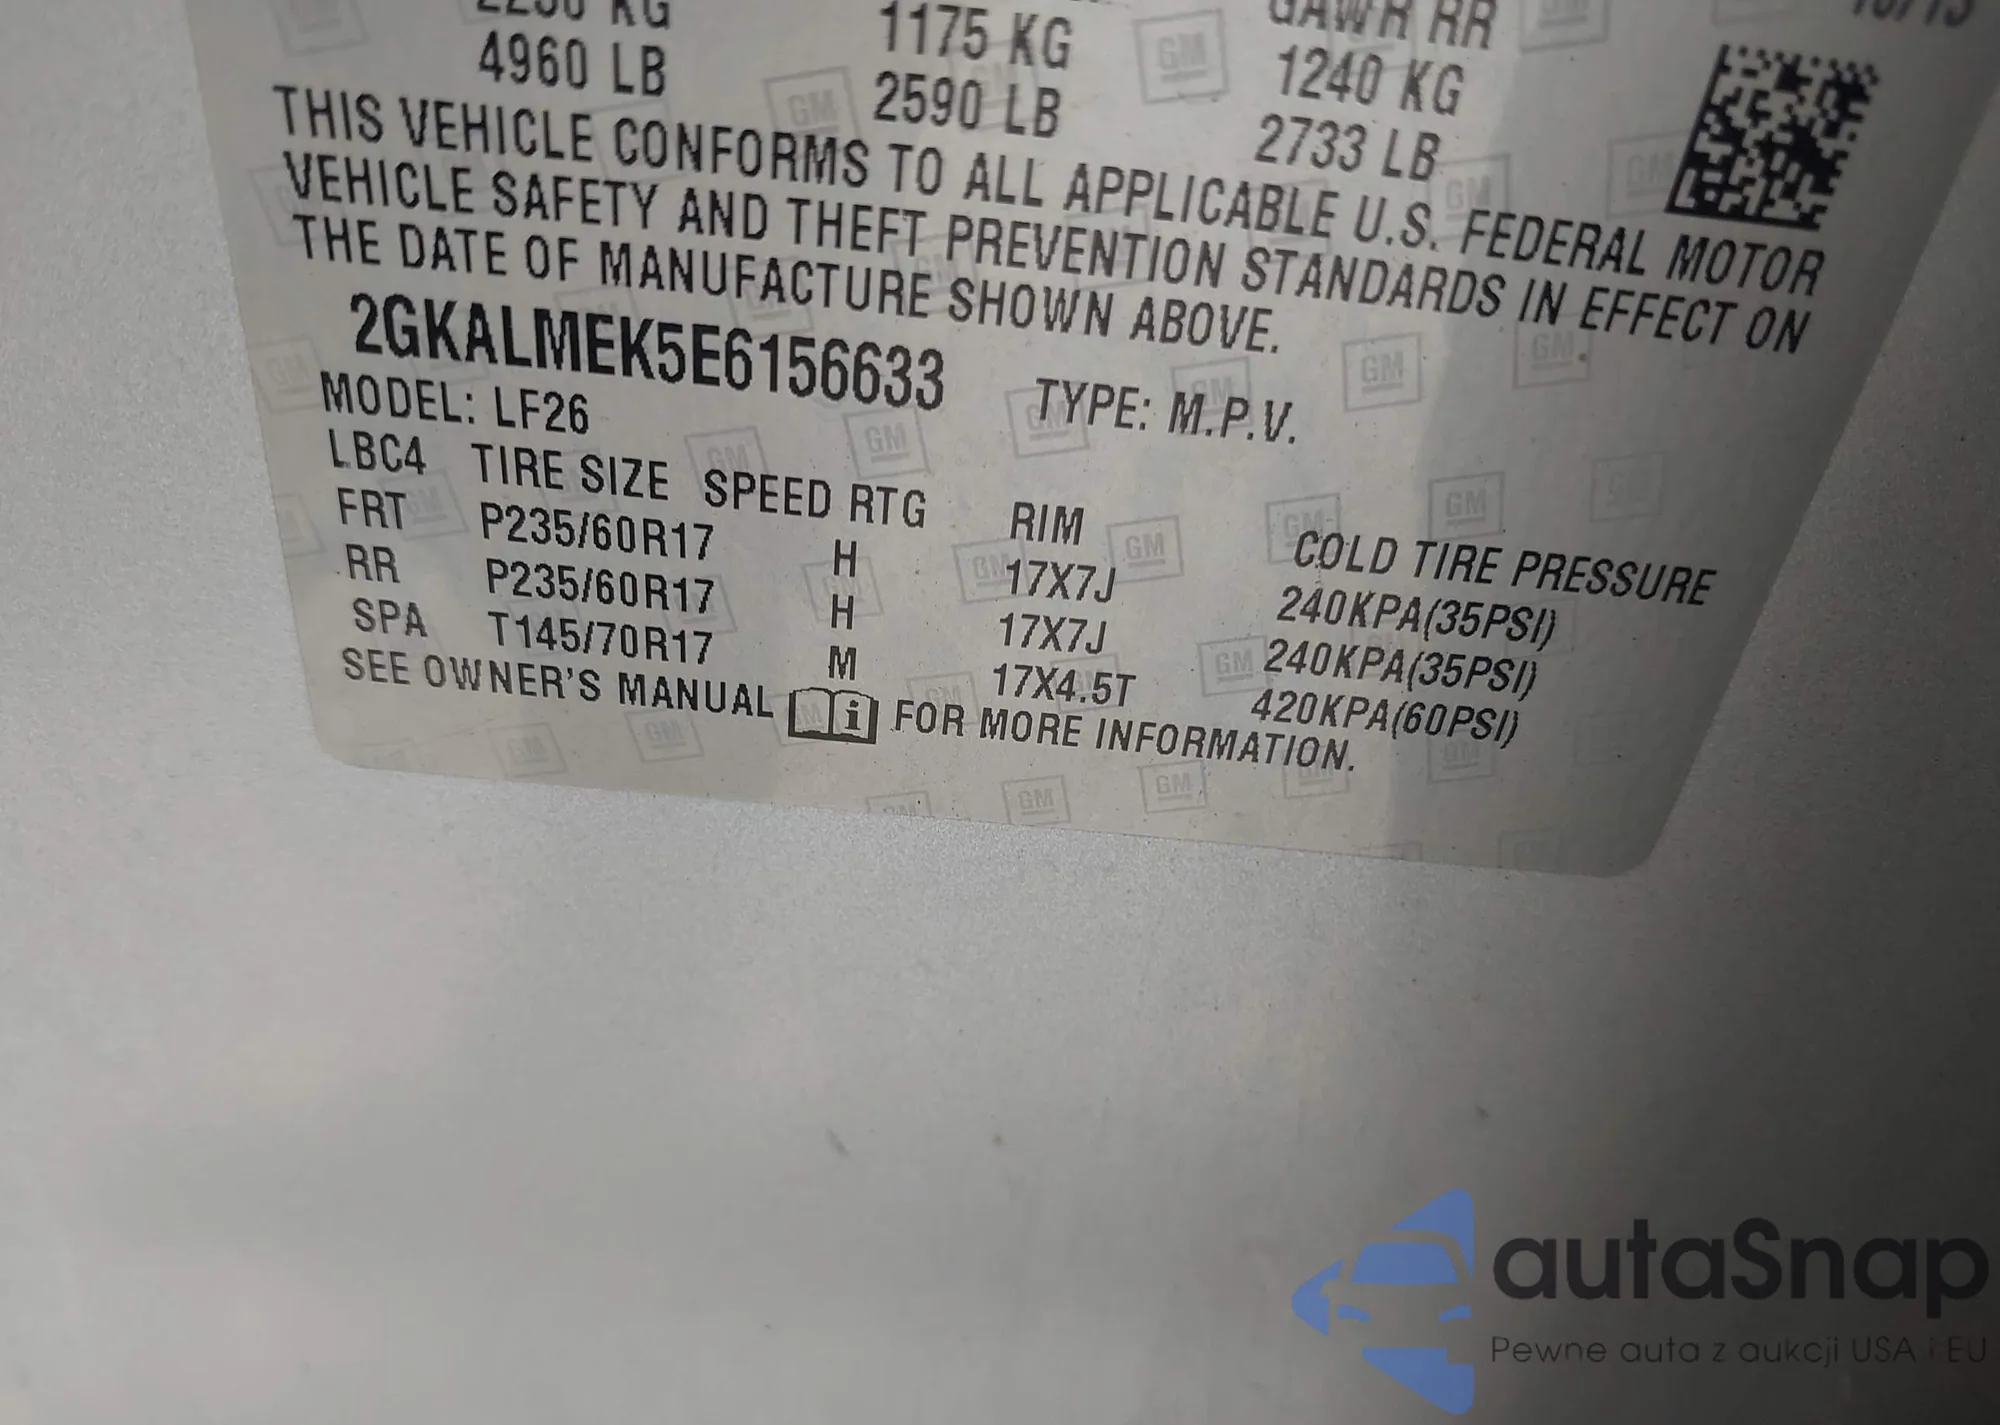 2250 KG 1175 KG GAWR RR
4960 LB 2590 LB 1240 KG
2733 LB
THIS VEHICLE CONFORMS TO ALL APPLICABLE U.S. FEDERAL MOTOR
VEHICLE SAFETY AND THEFT PREVENTION STANDARDS IN EFFECT ON
THE DATE OF MANUFACTURE SHOWN ABOVE.
2GKALMEK5E6156633 TYPE: M.P.V.
MODEL: LF26
LBC4 TIRE SIZE SPEED RTG RIM COLD TIRE PRESSURE
FRT P235/60R17 H 17X7J 240KPA(35PSI)
RR P235/60R17 H 17X7J 240KPA(35PSI)
SPA T145/70R17 M 17X4.5T 420KPA(60PSI)
SEE OWNER'S MANUAL i FOR MORE INFORMATION.
GM
autaSnap
Pewne auta z aukcji USA i EU